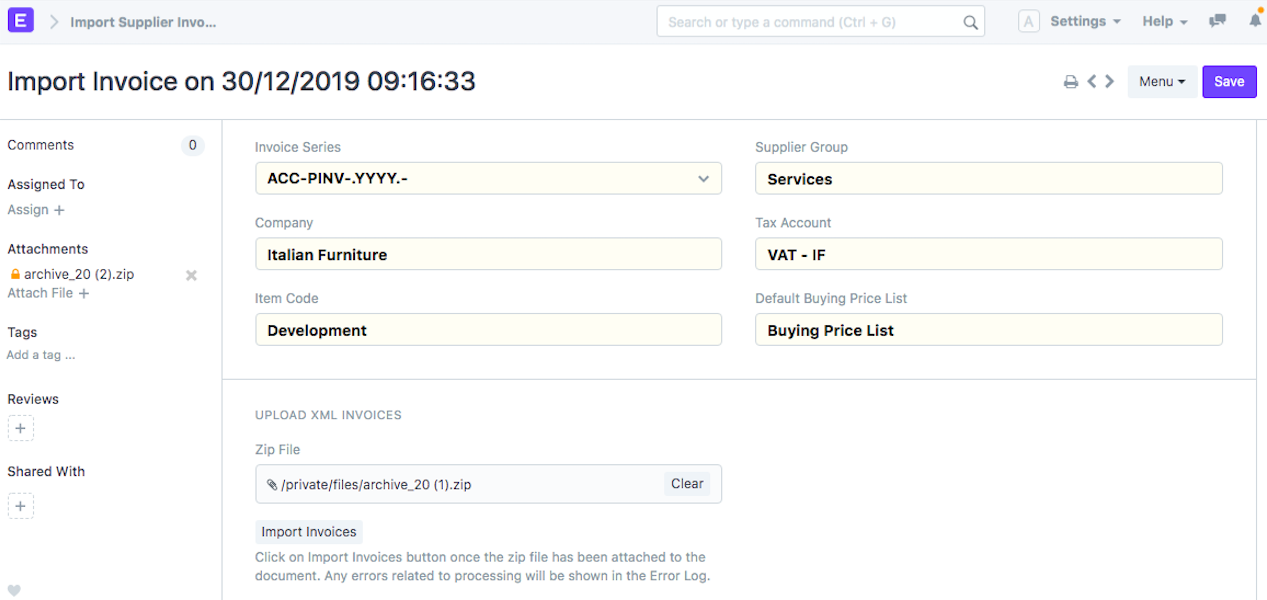 E Import Supplier Invo... Search or type a command (Ctrl + G) A Settings Help
Import Invoice on 30/12/2019 09:16:33 Menu Save
Comments 0
Assigned To
Assign +
Attachments
archive_20 (2).zip
Attach File +
Tags
Add a tag ...
Reviews
+
Shared With
+
Invoice Series
ACC-PINV-.YYYY.-
Company
Italian Furniture
Item Code
Development
Supplier Group
Services
Tax Account
VAT - IF
Default Buying Price List
Buying Price List
UPLOAD XML INVOICES
Zip File
/private/files/archive_20 (1).zip Clear
Import Invoices
Click on Import Invoices button once the zip file has been attached to the
document. Any errors related to processing will be shown in the Error Log.